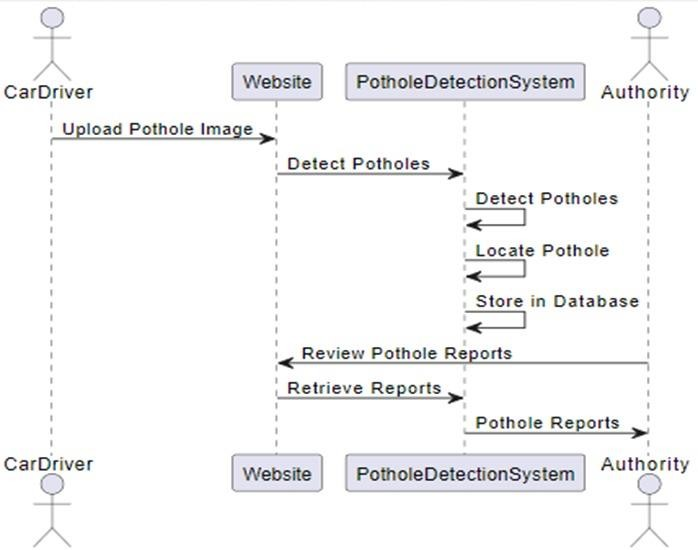 CarDriver
Website
PotholeDetectionSystem
Authority
Upload Pothole Image
Detect Potholes
Detect Potholes
Locate Pothole
Store in Database
Review Pothole Reports
Retrieve Reports
Pothole Reports
CarDriver
Website
PotholeDetectionSystem
Authority